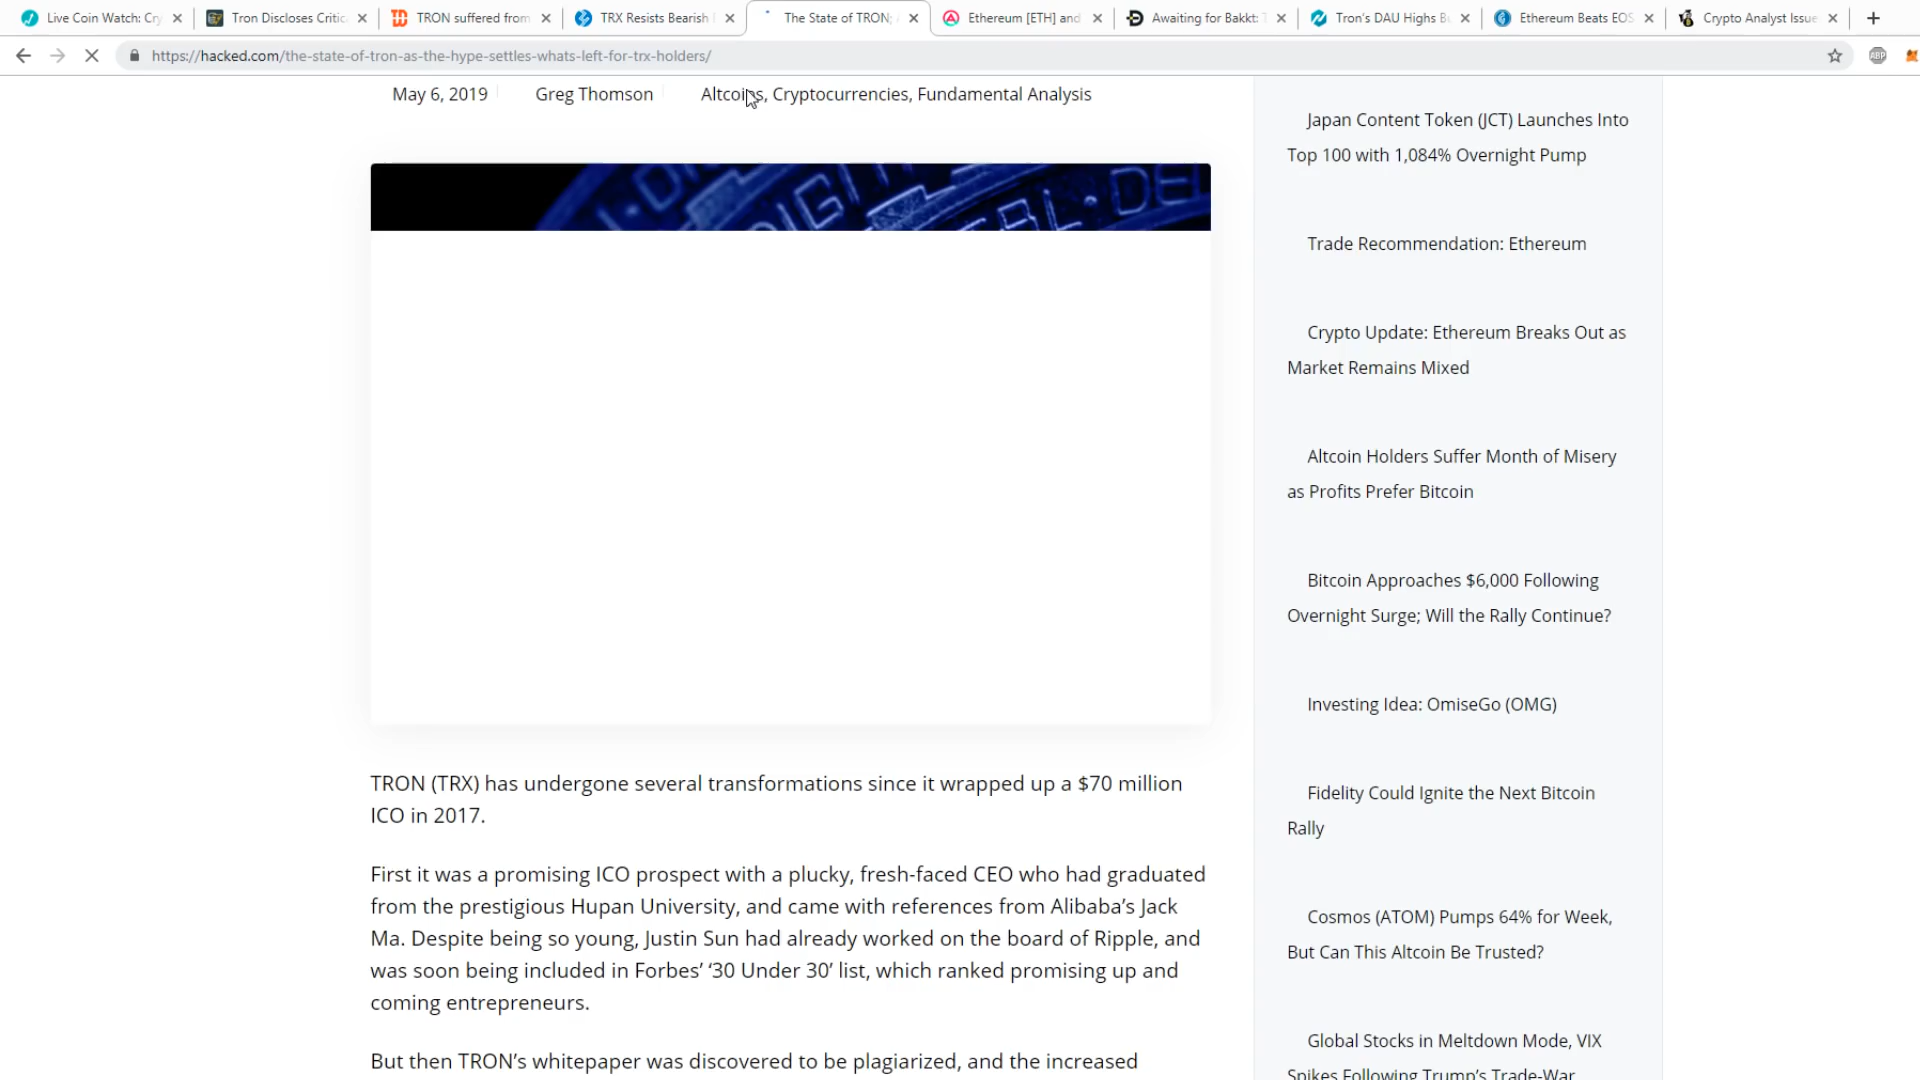 Live Coin Watch: Cry
Tron Discloses Critic
TRON suffered from
TRX Resists Bearish
The State of TRON;
Ethereum [ETH] and
Awaiting for Bakkt:
Tron's DAU Highs B
Ethereum Beats EOS
Crypto Analyst Issue
https://hacked.com/the-state-of-tron-as-the-hype-settles-whats-left-for-trx-holders/
ABP
May 6, 2019
Greg Thomson
Altcoins, Cryptocurrencies, Fundamental Analysis
TRON (TRX) has undergone several transformations since it wrapped up a $70 million
ICO in 2017.
First it was a promising ICO prospect with a plucky, fresh-faced CEO who had graduated
from the prestigious Hupan University, and came with references from Alibaba’s Jack
Ma. Despite being so young, Justin Sun had already worked on the board of Ripple, and
was soon being included in Forbes’ ‘30 Under 30’ list, which ranked promising up and
coming entrepreneurs.
But then TRON’s whitepaper was discovered to be plagiarized, and the increased
Japan Content Token (JCT) Launches Into
Top 100 with 1,084% Overnight Pump
Trade Recommendation: Ethereum
Crypto Update: Ethereum Breaks Out as
Market Remains Mixed
Altcoin Holders Suffer Month of Misery
as Profits Prefer Bitcoin
Bitcoin Approaches $6,000 Following
Overnight Surge; Will the Rally Continue?
Investing Idea: OmiseGo (OMG)
Fidelity Could Ignite the Next Bitcoin
Rally
Cosmos (ATOM) Pumps 64% for Week,
But Can This Altcoin Be Trusted?
Global Stocks in Meltdown Mode, VIX
Spikes Following Trump’s Trade-War